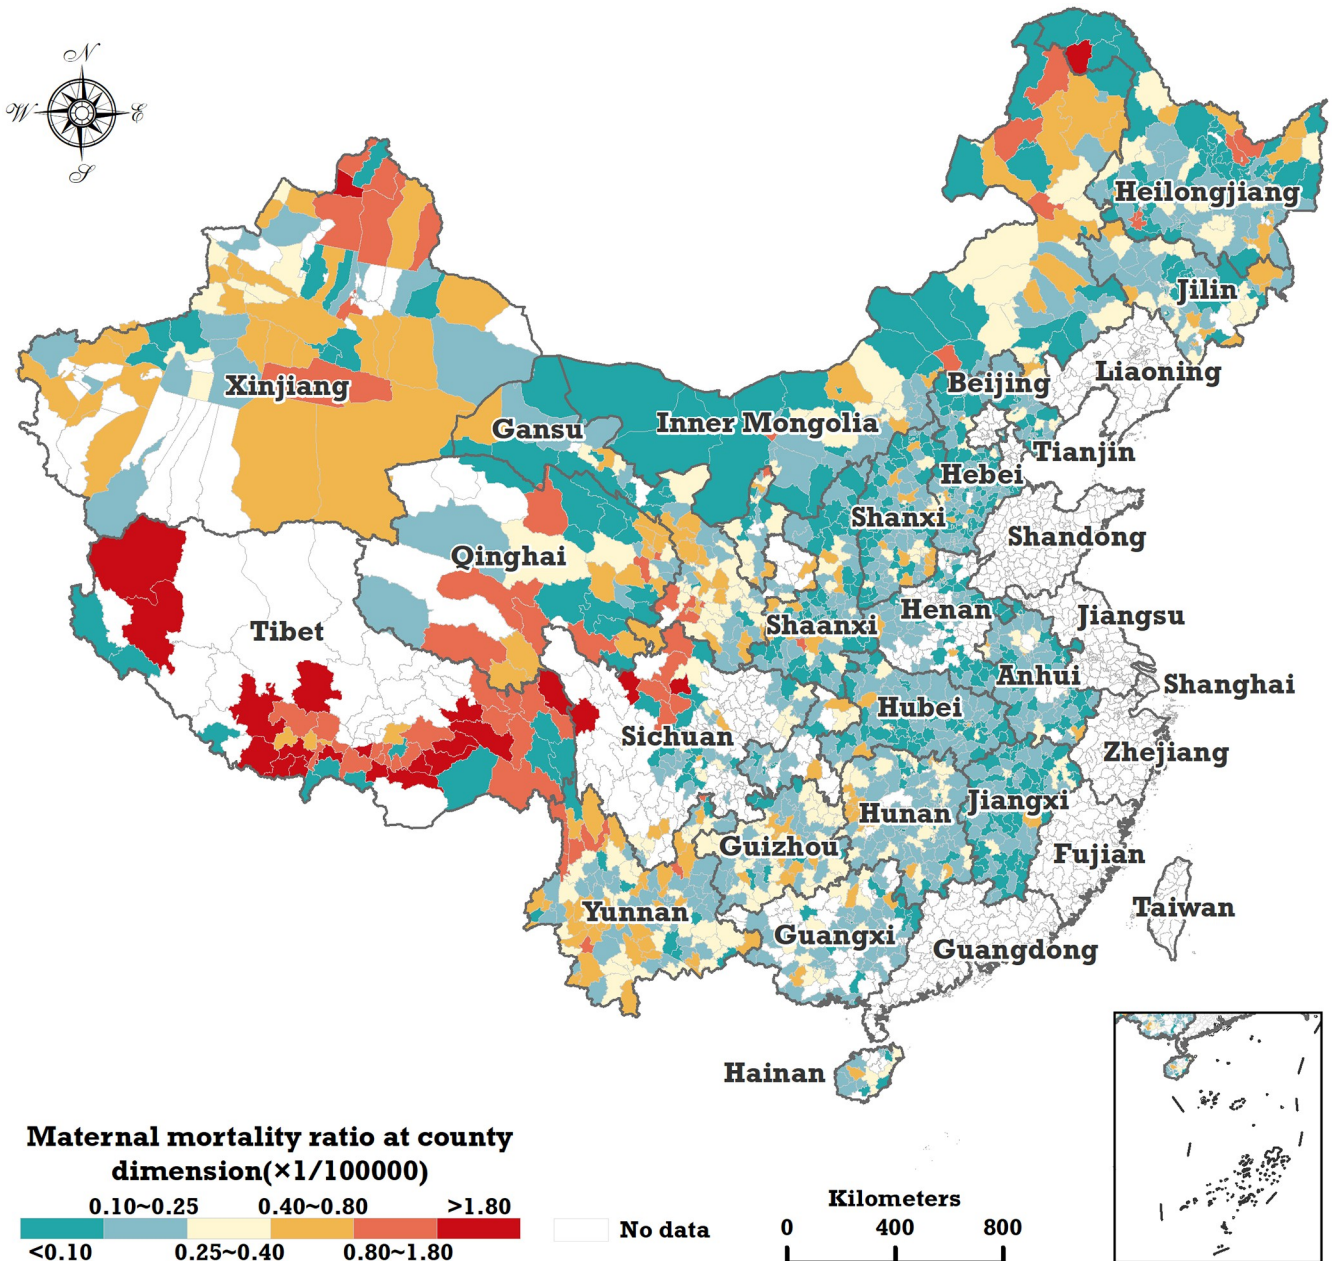 N
W E
S
Heilongjiang
Jilin
Liaoning
Beijing
Xinjiang
Gansu
Inner Mongolia
Tianjin
Hebei
Shanxi
Shandong
Qinghai
Henan
Jiangsu
Tibet
Shaanxi
Anhui
Shanghai
Hubei
Sichuan
Zhejiang
Jiangxi
Hunan
Guizhou
Fujian
Yunnan
Taiwan
Guangxi
Guangdong
Hainan
Maternal mortality ratio at county
dimension(×1/100000)
0.10~0.25 0.40~0.80 >1.80
<0.10 0.25~0.40 0.80~1.80
No data
Kilometers
0 400 800